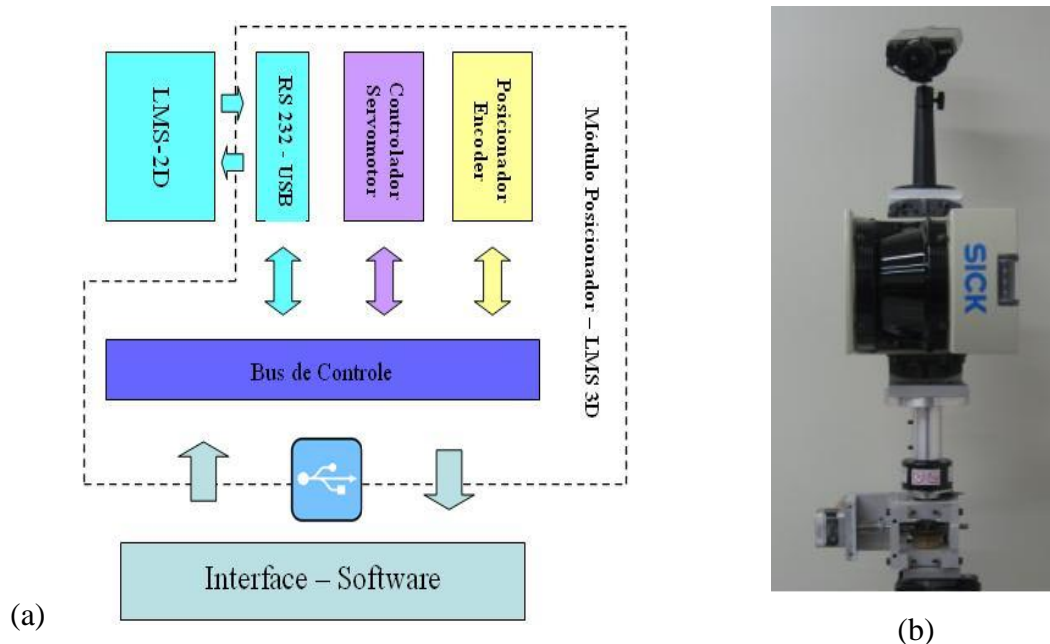 LMS-2D
RS 232 - USB
Controlador
Servomotor
Posicionador
Encoder
Módulo Posicionador – LMS 3D
Bus de Controle
Interface – Software
(a)
SICK
(b)